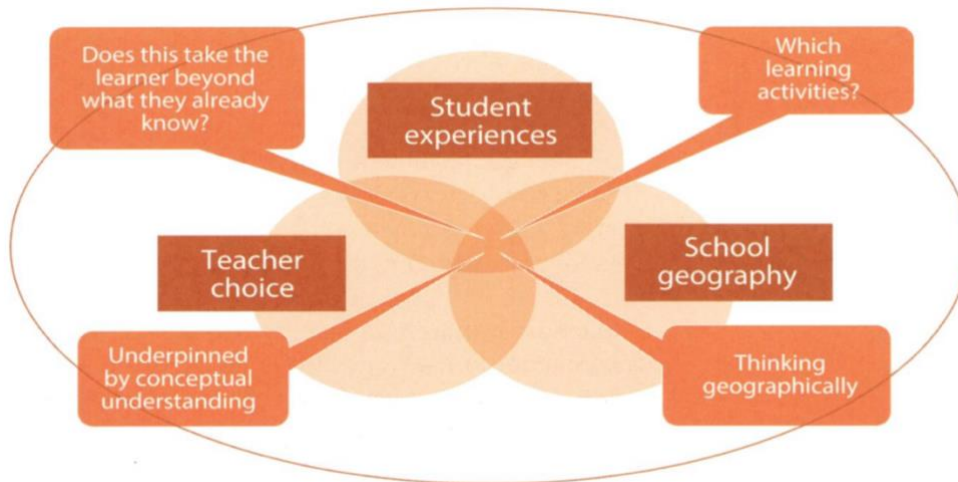 Does this take the
learner beyond
what they already
know?
Which
learning
activities?
Student
experiences
Teacher
choice
School
geography
Underpinned
by conceptual
understanding
Thinking
geographically